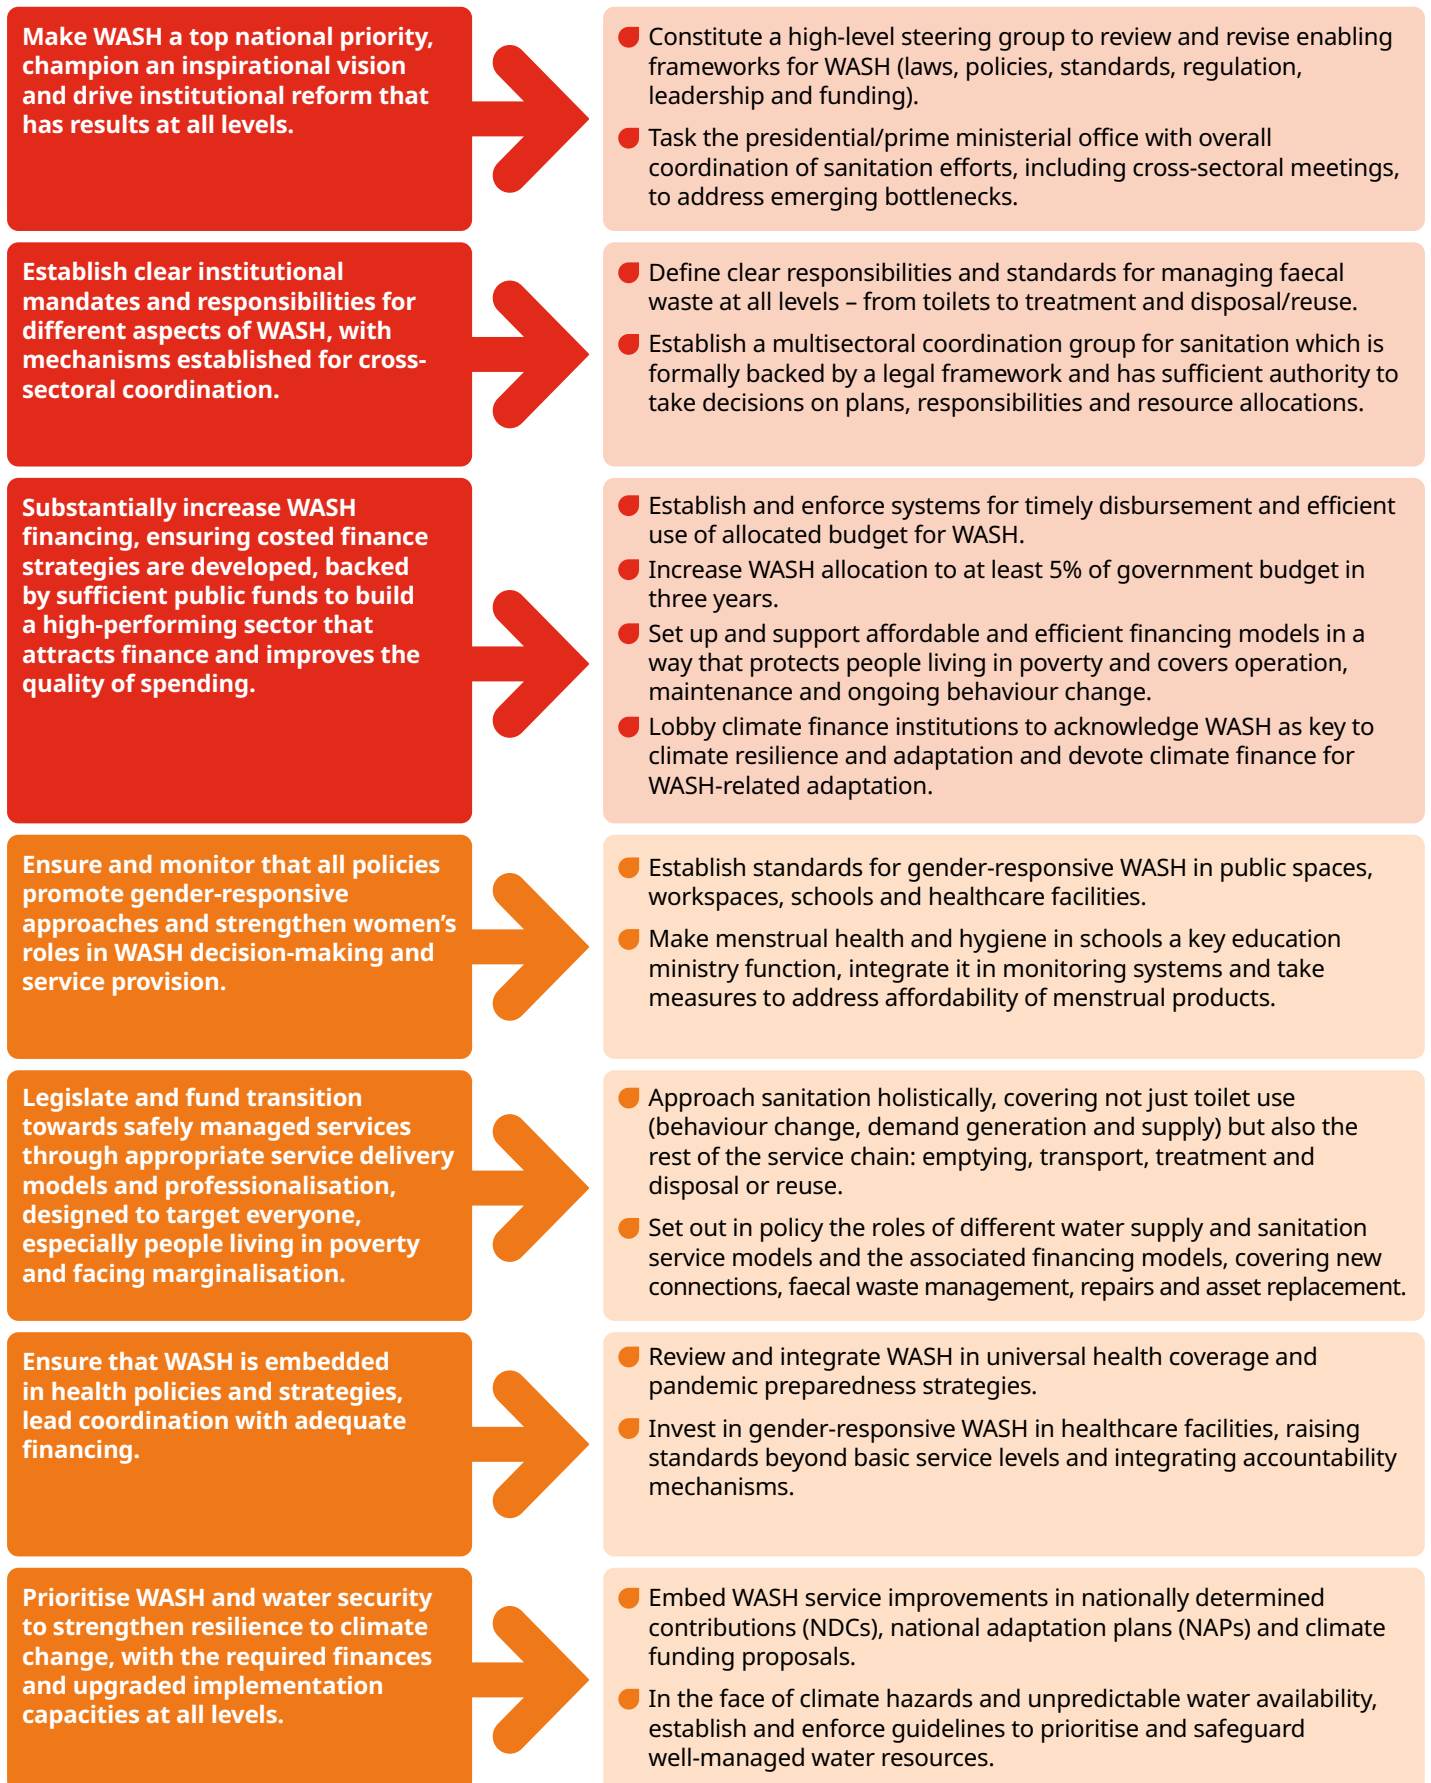 Make WASH a top national priority,
champion an inspirational vision
and drive institutional reform that
has results at all levels.
Constitute a high-level steering group to review and revise enabling
frameworks for WASH (laws, policies, standards, regulation,
leadership and funding).
Task the presidential/prime ministerial office with overall
coordination of sanitation efforts, including cross-sectoral meetings,
to address emerging bottlenecks.
Establish clear institutional
mandates and responsibilities for
different aspects of WASH, with
mechanisms established for cross-
sectoral coordination.
Define clear responsibilities and standards for managing faecal
waste at all levels – from toilets to treatment and disposal/reuse.
Establish a multisectoral coordination group for sanitation which is
formally backed by a legal framework and has sufficient authority to
take decisions on plans, responsibilities and resource allocations.
Substantially increase WASH
financing, ensuring costed finance
strategies are developed, backed
by sufficient public funds to build
a high-performing sector that
attracts finance and improves the
quality of spending.
Establish and enforce systems for timely disbursement and efficient
use of allocated budget for WASH.
Increase WASH allocation to at least 5% of government budget in
three years.
Set up and support affordable and efficient financing models in a
way that protects people living in poverty and covers operation,
maintenance and ongoing behaviour change.
Lobby climate finance institutions to acknowledge WASH as key to
climate resilience and adaptation and devote climate finance for
WASH-related adaptation.
Ensure and monitor that all policies
promote gender-responsive
approaches and strengthen women’s
roles in WASH decision-making and
service provision.
Establish standards for gender-responsive WASH in public spaces,
workspaces, schools and healthcare facilities.
Make menstrual health and hygiene in schools a key education
ministry function, integrate it in monitoring systems and take
measures to address affordability of menstrual products.
Legislate and fund transition
towards safely managed services
through appropriate service delivery
models and professionalisation,
designed to target everyone,
especially people living in poverty
and facing marginalisation.
Approach sanitation holistically, covering not just toilet use
(behaviour change, demand generation and supply) but also the
rest of the service chain: emptying, transport, treatment and
disposal or reuse.
Set out in policy the roles of different water supply and sanitation
service models and the associated financing models, covering new
connections, faecal waste management, repairs and asset replacement.
Ensure that WASH is embedded
in health policies and strategies,
lead coordination with adequate
financing.
Review and integrate WASH in universal health coverage and
pandemic preparedness strategies.
Invest in gender-responsive WASH in healthcare facilities, raising
standards beyond basic service levels and integrating accountability
mechanisms.
Prioritise WASH and water security
to strengthen resilience to climate
change, with the required finances
and upgraded implementation
capacities at all levels.
Embed WASH service improvements in nationally determined
contributions (NDCs), national adaptation plans (NAPs) and climate
funding proposals.
In the face of climate hazards and unpredictable water availability,
establish and enforce guidelines to prioritise and safeguard
well-managed water resources.